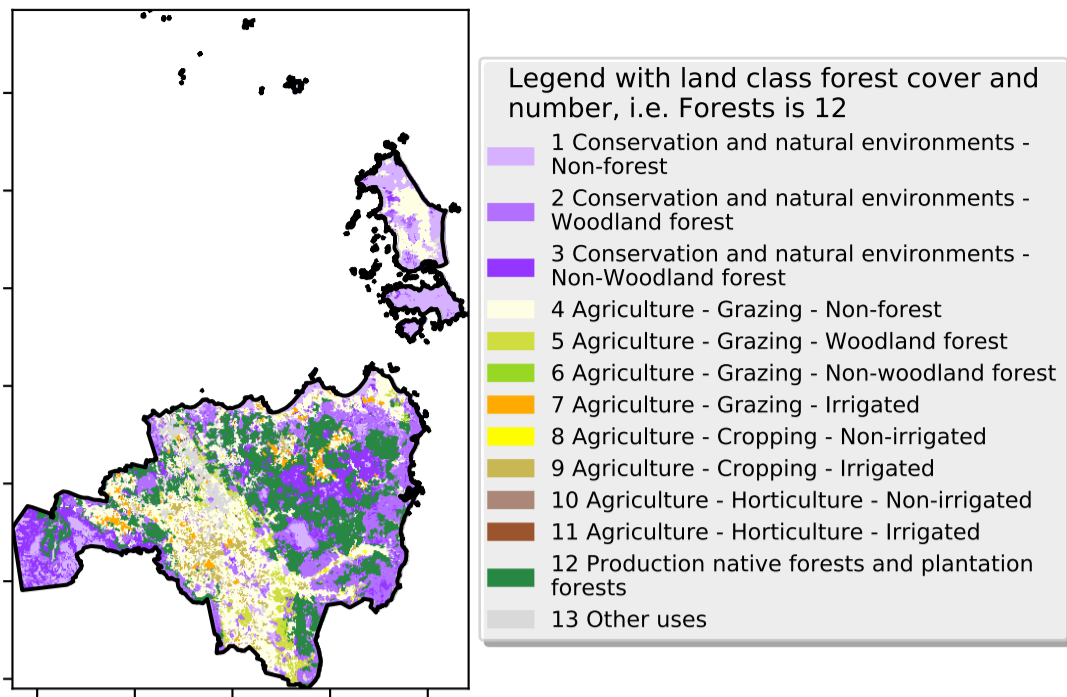 Legend with land class forest cover and
number, i.e. Forests is 12
1 Conservation and natural environments -
Non-forest
2 Conservation and natural environments -
Woodland forest
3 Conservation and natural environments -
Non-Woodland forest
4 Agriculture - Grazing - Non-forest
5 Agriculture - Grazing - Woodland forest
6 Agriculture - Grazing - Non-woodland forest
7 Agriculture - Grazing - Irrigated
8 Agriculture - Cropping - Non-irrigated
9 Agriculture - Cropping - Irrigated
10 Agriculture - Horticulture - Non-irrigated
11 Agriculture - Horticulture - Irrigated
12 Production native forests and plantation
forests
13 Other uses